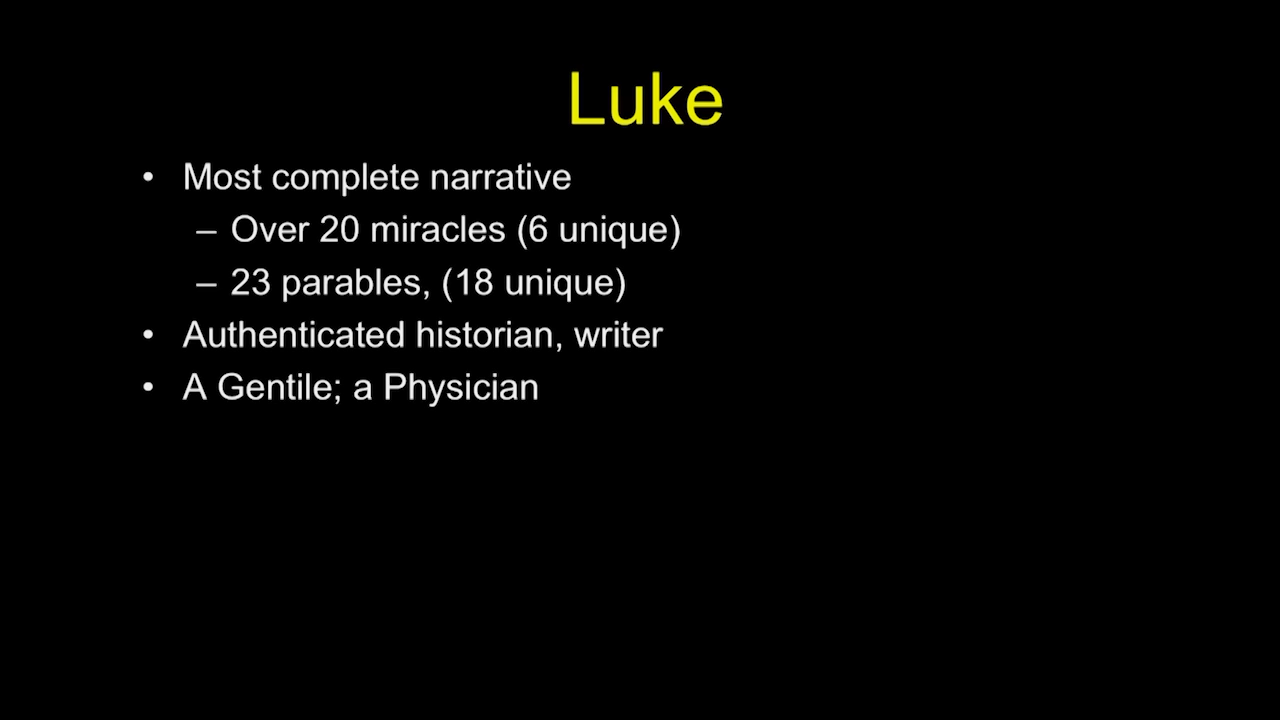 Luke
• Most complete narrative
– Over 20 miracles (6 unique)
– 23 parables, (18 unique)
• Authenticated historian, writer
• A Gentile; a Physician